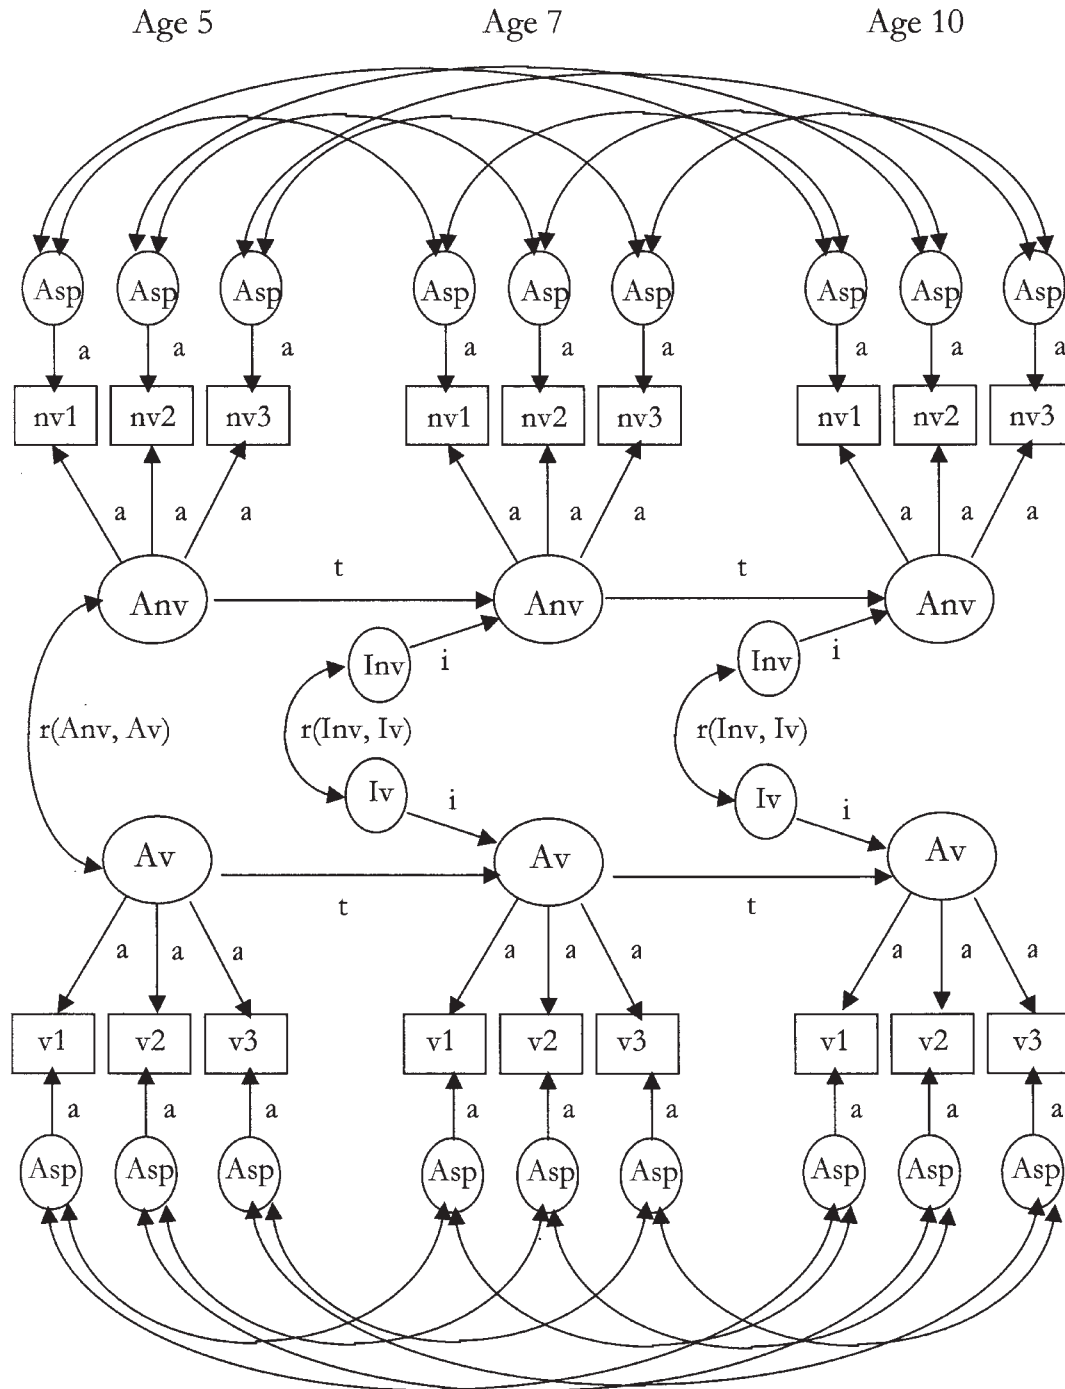 Age 5 Age 7 Age 10
Asp Asp Asp Asp Asp Asp Asp Asp Asp
a a a a a a a a a
nv1 nv2 nv3 nv1 nv2 nv3 nv1 nv2 nv3
a a a a a a a a a
t t
Anv Anv Anv
Inv i Inv i
r(Anv, Av) r(Inv, Iv) r(Inv, Iv)
Iv i Iv i
Av Av Av
t t
a a a a a a a a a
v1 v2 v3 v1 v2 v3 v1 v2 v3
a a a a a a a a a
Asp Asp Asp Asp Asp Asp Asp Asp Asp